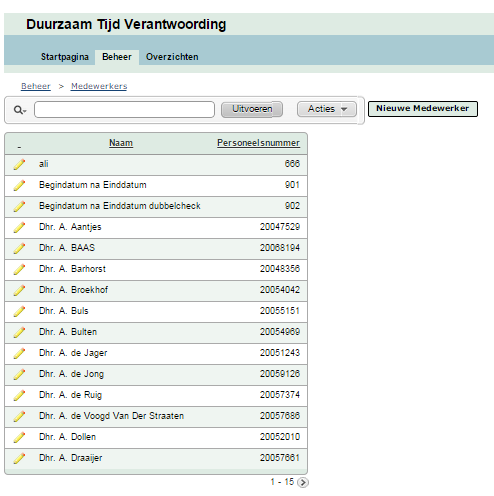 Duurzaam Tijd Verantwoording
Startpagina Beheer Overzichten
Beheer > Medewerkers
Uitvoeren Acties Nieuwe Medewerker
Naam Personeelsnummer
ali 666
Begindatum na Einddatum 901
Begindatum na Einddatum dubbelcheck 902
Dhr. A. Aantjes 20047529
Dhr. A. BAAS 20068194
Dhr. A. Barhorst 20048356
Dhr. A. Broekhof 20054042
Dhr. A. Buls 20055151
Dhr. A. Bulten 20054969
Dhr. A. de Jager 20051243
Dhr. A. de Jong 20059126
Dhr. A. de Ruig 20057374
Dhr. A. de Voogd Van Der Straaten 20057686
Dhr. A. Dollen 20052010
Dhr. A. Draaijer 20057661
1 - 15